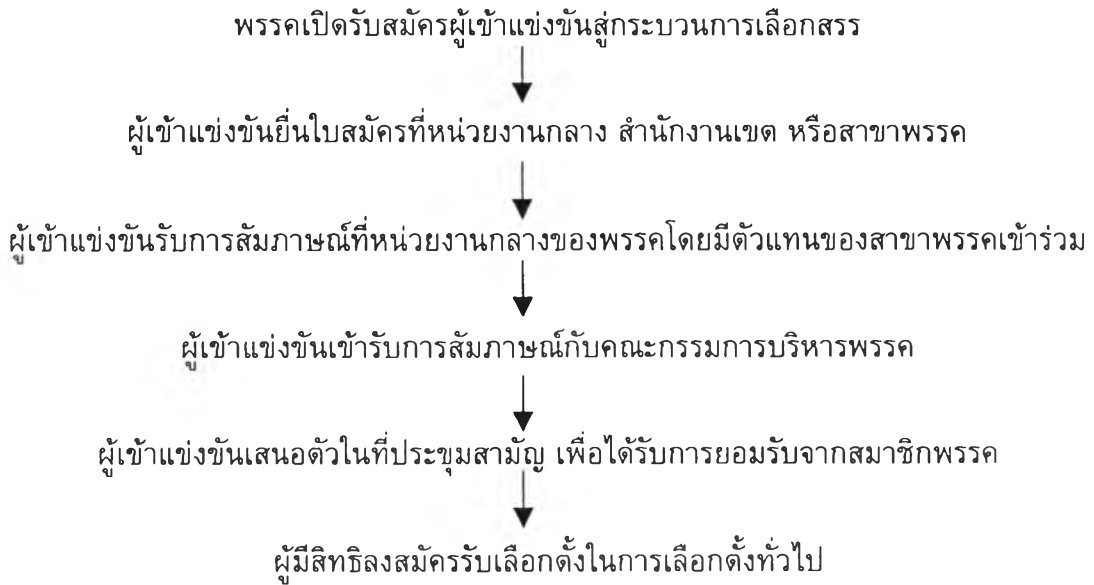 พรรคเปิดรับสมัครผู้เข้าแข่งขันสู่กระบวนการเลือกสรร
ผู้เข้าแข่งขันยื่นใบสมัครที่หน่วยงานกลาง สำนักงานเขต หรือสาขาพรรค
ผู้เข้าแข่งขันรับการสัมภาษณ์ที่หน่วยงานกลางของพรรคโดยมีตัวแทนของสาขาพรรคเข้าร่วม
ผู้เข้าแข่งขันเข้ารับการสัมภาษณ์กับคณะกรรมการบริหารพรรค
ผู้เข้าแข่งขันเสนอตัวในที่ประชุมสามัญ เพื่อได้รับการยอมรับจากสมาชิกพรรค
ผู้มีสิทธิลงสมัครรับเลือกตั้งในการเลือกตั้งทั่วไป